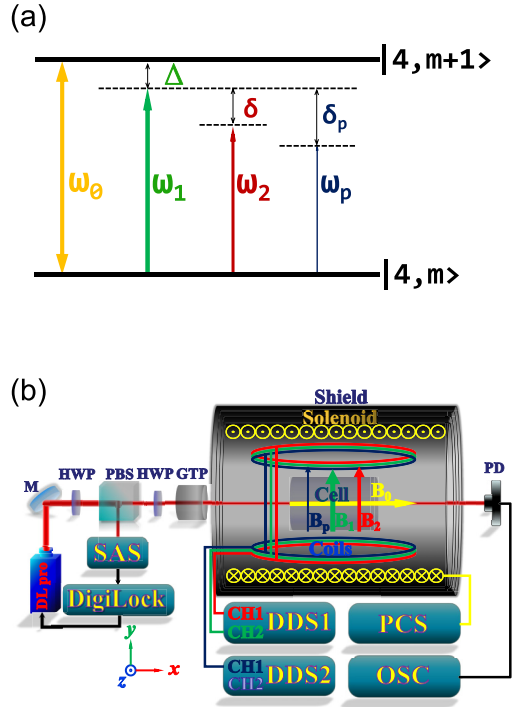 (a)
|4,m+1>
Δ
δ
δp
ω0
ω1
ω2
ωp
|4,m>
(b)
Shield
Solenoid
M
HWP
PBS
HWP
GTP
PD
Cell
B0
Bp
B1
B2
Coils
SAS
DL pro
DigiLock
CH1
CH2
DDS1
PCS
CH1
CH2
DDS2
OSC
y
z
x